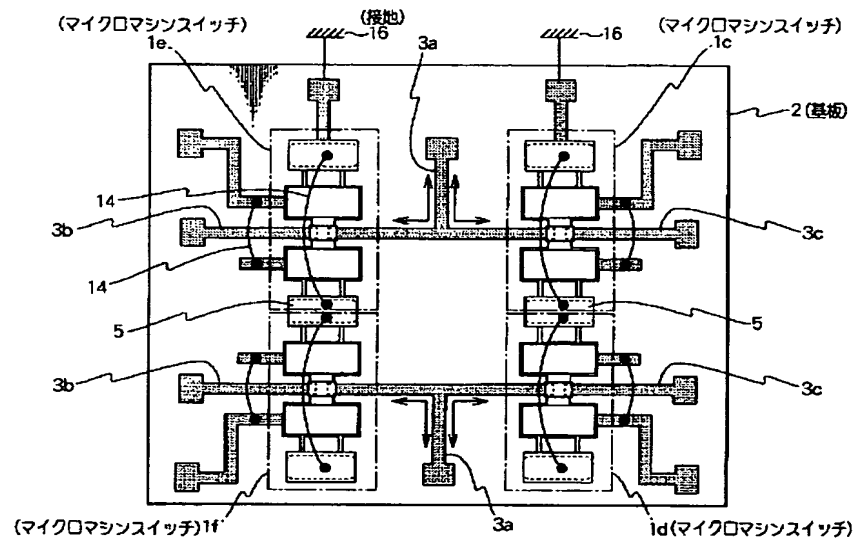 (マイクロマシンスイッチ)
1e
(接地)
16
3a
16
(マイクロマシンスイッチ)
1c
2(基板)
14
3b
3c
14
5
5
3b
3c
(マイクロマシンスイッチ)1f
3a
1d(マイクロマシンスイッチ)